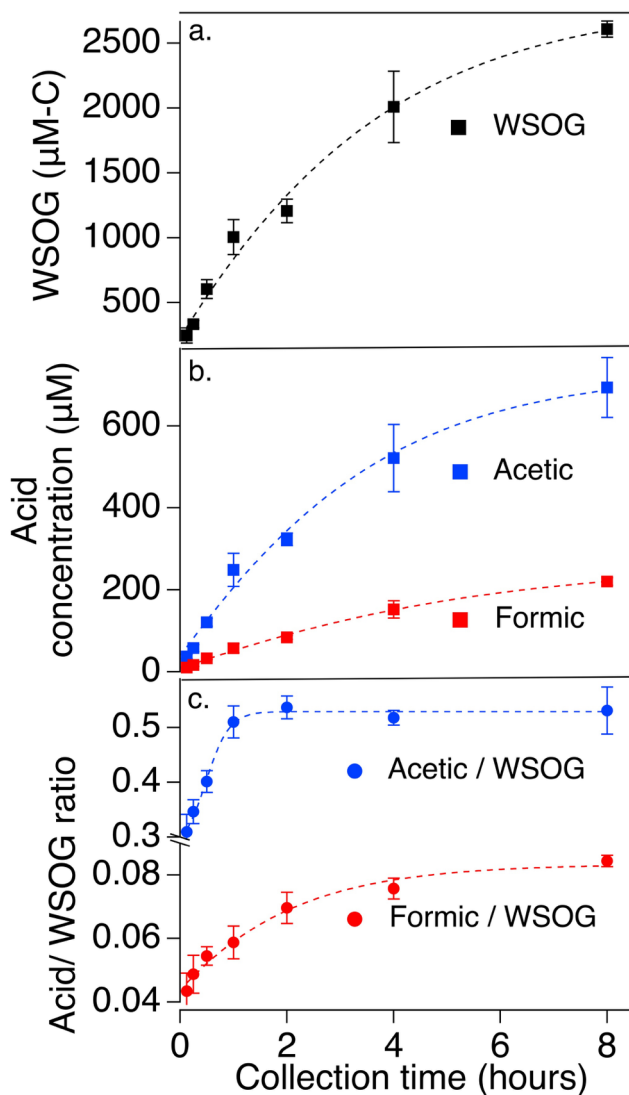 a.
WSOG (µM-C)
2500
2000
1500
1000
500
WSOG
b.
Acid
concentration (µM)
600
400
200
0
Acetic
Formic
c.
Acid/ WSOG ratio
0.5
0.4
0.3
0.08
0.06
0.04
Acetic / WSOG
Formic / WSOG
0
2
4
6
8
Collection time (hours)